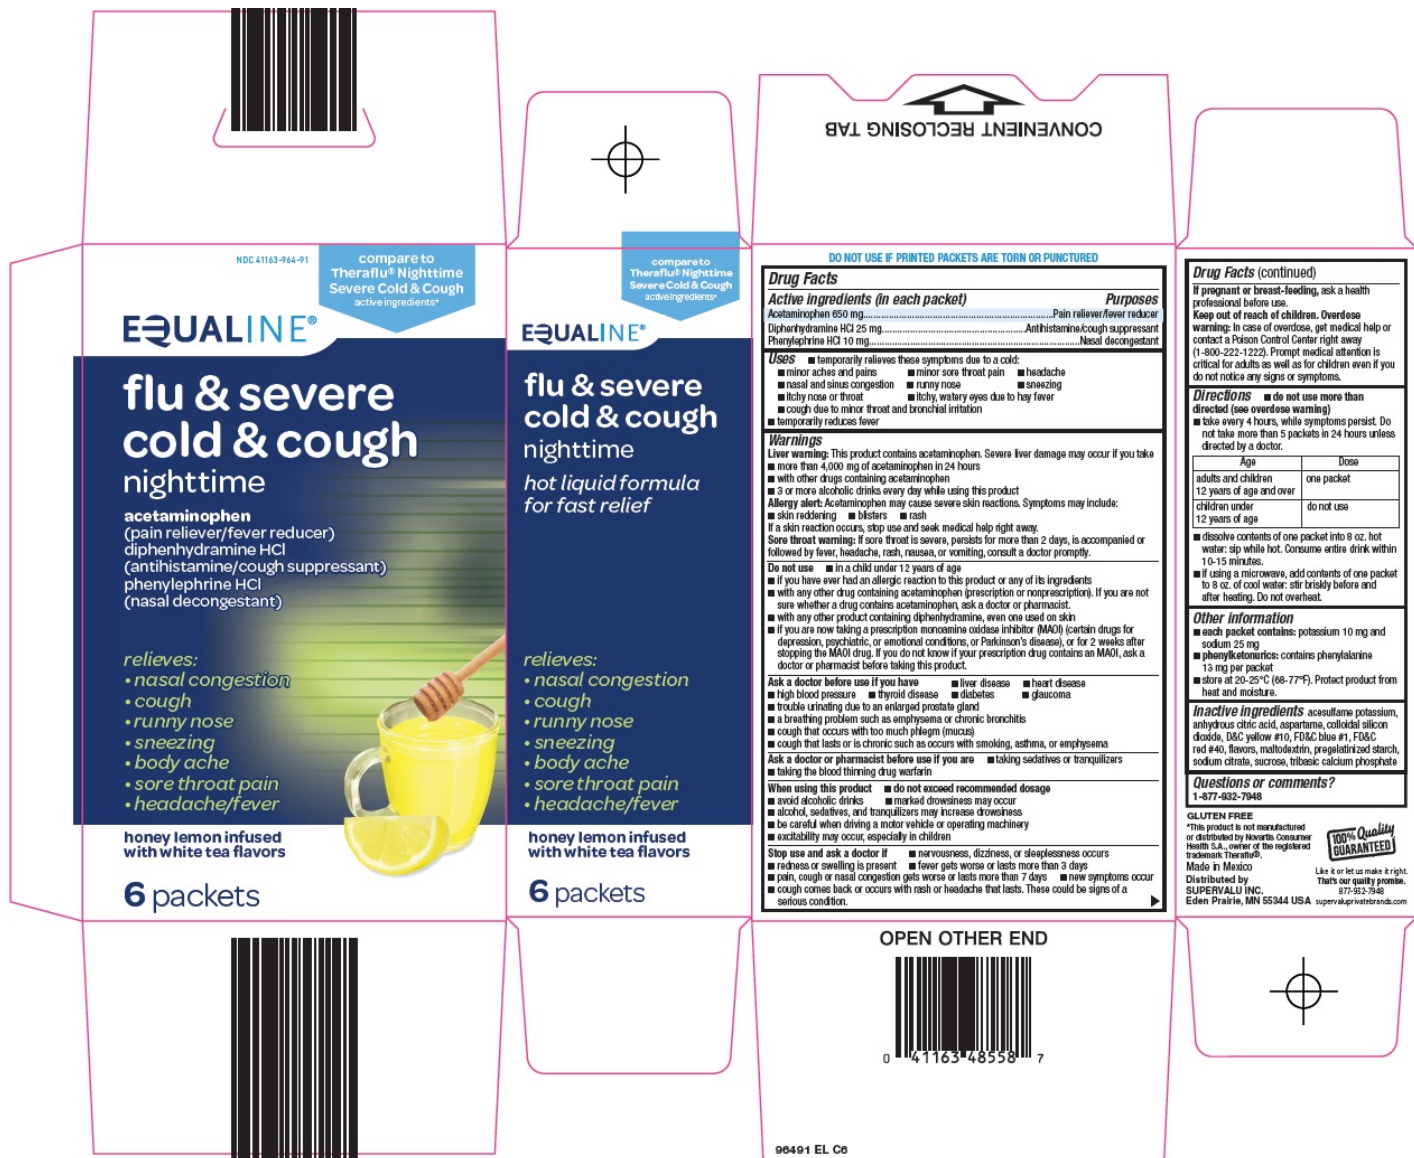 NDC 41163-964-91
compare to
Theraflu® Nighttime
Severe Cold & Cough
active ingredients*
EQUALINE®
flu & severe
cold & cough
nighttime
acetaminophen
(pain reliever/fever reducer)
diphenhydramine HCl
(antihistamine/cough suppressant)
phenylephrine HCl
(nasal decongestant)
relieves:
• nasal congestion
• cough
• runny nose
• sneezing
• body ache
• sore throat pain
• headache/fever
honey lemon infused
with white tea flavors
6 packets
compare to
Theraflu® Nighttime
Severe Cold & Cough
active ingredients*
EQUALINE®
flu & severe
cold & cough
nighttime
hot liquid formula
for fast relief
relieves:
• nasal congestion
• cough
• runny nose
• sneezing
• body ache
• sore throat pain
• headache/fever
honey lemon infused
with white tea flavors
6 packets
CONVENIENT RECLOSING TAB
DO NOT USE IF PRINTED PACKETS ARE TORN OR PUNCTURED
Drug Facts
Active ingredients (in each packet) Purposes
Acetaminophen 650 mg.....Pain reliever/fever reducer
Diphenhydramine HCl 25 mg.....Antihistamine/cough suppressant
Phenylephrine HCl 10 mg.....Nasal decongestant
Uses ■ temporarily relieves these symptoms due to a cold:
■ minor aches and pains ■ minor sore throat pain ■ headache
■ nasal and sinus congestion ■ runny nose ■ sneezing
■ itchy nose or throat ■ itchy, watery eyes due to hay fever
■ cough due to minor throat and bronchial irritation
■ temporarily reduces fever
Warnings
Liver warning: This product contains acetaminophen. Severe liver damage may occur if you take
■ more than 4,000 mg of acetaminophen in 24 hours
■ with other drugs containing acetaminophen
■ 3 or more alcoholic drinks every day while using this product
Allergy alert: Acetaminophen may cause severe skin reactions. Symptoms may include:
■ skin reddening ■ blisters ■ rash
If a skin reaction occurs, stop use and seek medical help right away.
Sore throat warning: If sore throat is severe, persists for more than 2 days, is accompanied or
followed by fever, headache, rash, nausea, or vomiting, consult a doctor promptly.
Do not use ■ in a child under 12 years of age
■ if you have ever had an allergic reaction to this product or any of its ingredients
■ with any other drug containing acetaminophen (prescription or nonprescription). If you are not
sure whether a drug contains acetaminophen, ask a doctor or pharmacist.
■ with any other product containing diphenhydramine, even one used on skin
■ if you are now taking a prescription monoamine oxidase inhibitor (MAOI) (certain drugs for
depression, psychiatric, or emotional conditions, or Parkinson's disease), or for 2 weeks after
stopping the MAOI drug. If you do not know if your prescription drug contains an MAOI, ask a
doctor or pharmacist before taking this product.
Ask a doctor before use if you have ■ liver disease ■ heart disease
■ high blood pressure ■ thyroid disease ■ diabetes ■ glaucoma
■ trouble urinating due to an enlarged prostate gland
■ a breathing problem such as emphysema or chronic bronchitis
■ cough that occurs with too much phlegm (mucus)
■ cough that lasts or is chronic such as occurs with smoking, asthma, or emphysema
Ask a doctor or pharmacist before use if you are ■ taking sedatives or tranquilizers
■ taking the blood thinning drug warfarin
When using this product ■ do not exceed recommended dosage
■ avoid alcoholic drinks ■ marked drowsiness may occur
■ alcohol, sedatives, and tranquilizers may increase drowsiness
■ be careful when driving a motor vehicle or operating machinery
■ excitability may occur, especially in children
Stop use and ask a doctor if ■ nervousness, dizziness, or sleeplessness occurs
■ redness or swelling is present ■ fever gets worse or lasts more than 3 days
■ pain, cough or nasal congestion gets worse or lasts more than 7 days ■ new symptoms occur
■ cough comes back or occurs with rash or headache that lasts. These could be signs of a
serious condition.
OPEN OTHER END
0 41163 48558 7
96491 EL C6
Drug Facts (continued)
If pregnant or breast-feeding, ask a health
professional before use.
Keep out of reach of children. Overdose
warning: In case of overdose, get medical help or
contact a Poison Control Center right away
(1-800-222-1222). Prompt medical attention is
critical for adults as well as for children even if you
do not notice any signs or symptoms.
Directions ■ do not use more than
directed (see overdose warning)
■ take every 4 hours, while symptoms persist. Do
not take more than 5 packets in 24 hours unless
directed by a doctor.
Age Dose
adults and children one packet
12 years of age and over
children under do not use
12 years of age
■ dissolve contents of one packet into 8 oz. hot
water: sip while hot. Consume entire drink within
10-15 minutes.
■ if using a microwave, add contents of one packet
to 8 oz. of cool water: stir briskly before and
after heating. Do not overheat.
Other information
■ each packet contains: potassium 10 mg and
sodium 25 mg
■ phenylketonurics: contains phenylalanine
13 mg per packet
■ store at 20-25°C (68-77°F). Protect product from
heat and moisture.
Inactive ingredients acesulfame potassium,
anhydrous citric acid, aspartame, colloidal silicon
dioxide, D&C yellow #10, FD&C blue #1, FD&C
red #40, flavors, maltodextrin, pregelatinized starch,
sodium citrate, sucrose, tribasic calcium phosphate
Questions or comments?
1-877-932-7948
GLUTEN FREE
*This product is not manufactured
or distributed by Novartis Consumer
Health S.A., owner of the registered
trademark Theraflu®.
Made in Mexico
Distributed by
SUPERVALU INC.
Eden Prairie, MN 55344 USA
100% Quality
GUARANTEED
Like it or let us make it right.
That's our quality promise.
877-932-7948
supervaluprivatebrands.com